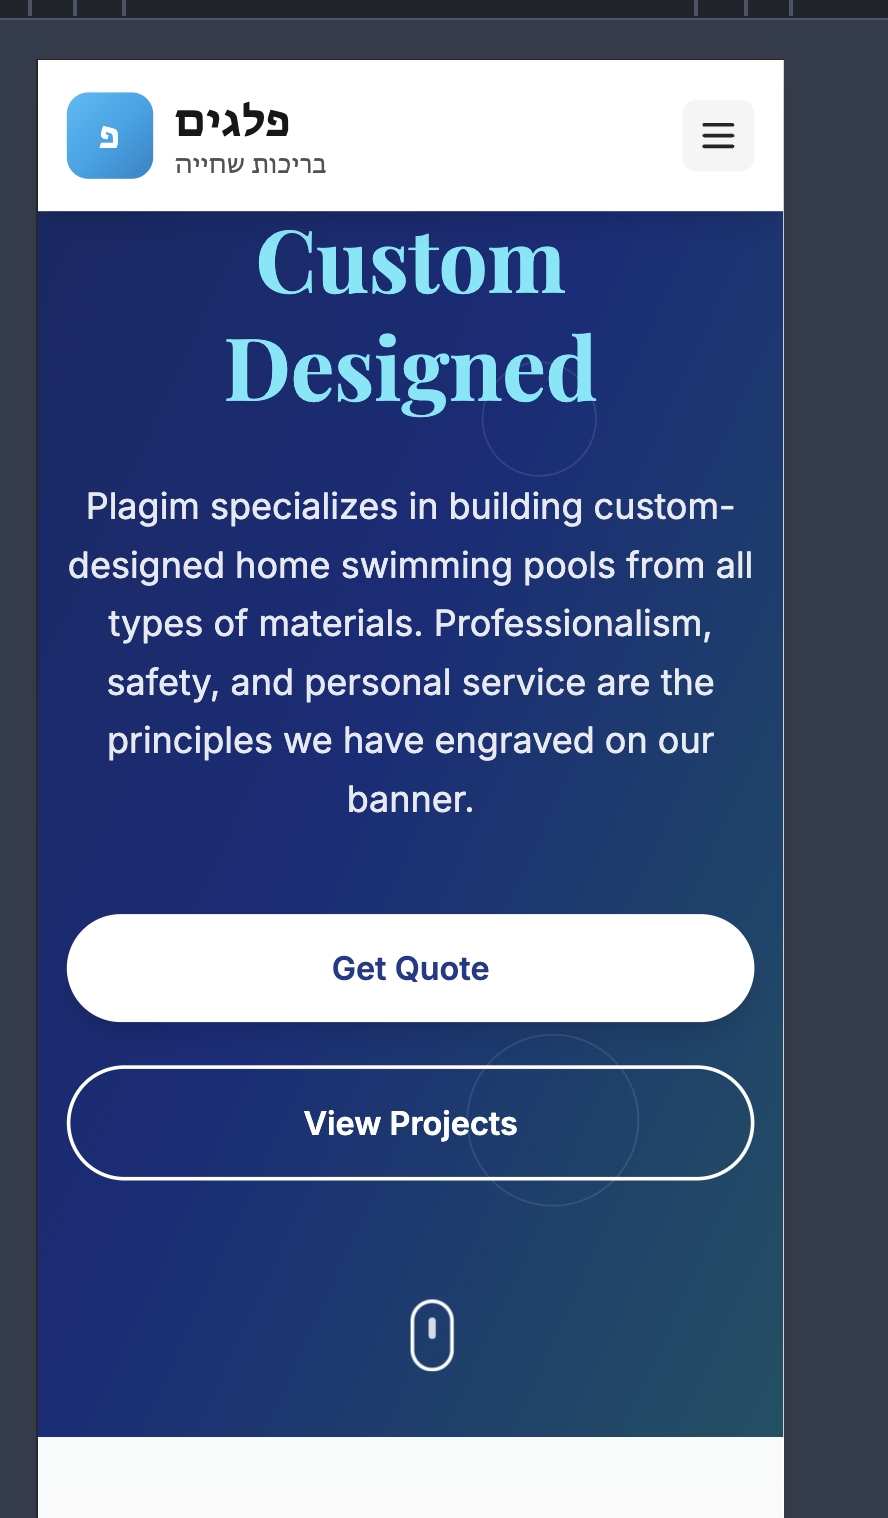 פ
פלגים
בריכות שחייה
Custom
Designed
Plagim specializes in building custom-
designed home swimming pools from all
types of materials. Professionalism,
safety, and personal service are the
principles we have engraved on our
banner.
Get Quote
View Projects